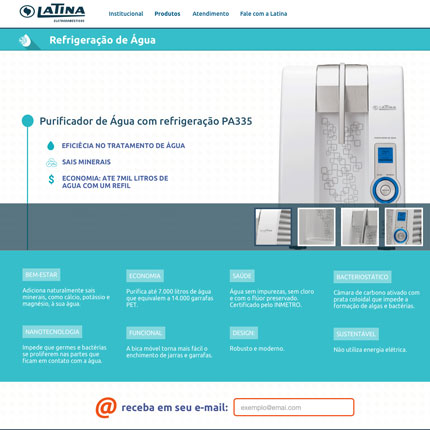 LATINA
ELETRODOMÉSTICOS
Institucional Produtos Atendimento Fale com a Latina
Refrigeração de Água
LATINA
Purificador de Água com refrigeração PA335
EFICIÊCIA NO TRATAMENTO DE ÁGUA
SAIS MINERAIS
$ ECONOMIA: ATE 7MIL LITROS DE
AGUA COM UM REFIL
BEM-ESTAR
Adiciona naturalmente sais
minerais, como cálcio, potássio e
magnésio, à sua água.
ECONOMIA
Purifica até 7.000 litros de água
que equivalem a 14.000 garrafas
PET.
SAÚDE
Água sem impurezas, sem cloro
e com o fluor preservado.
Certificado pelo INMETRO.
BACTERIOSTÁTICO
Câmara de carbono ativado com
prata coloidal que impede a
formação de algas e bactérias.
NANOTECNOLOGIA
Impede que germes e bactérias
se proliferem nas partes que
ficam em contato com a água.
FUNCIONAL
A bica móvel torna mais fácil o
enchimento de jarras e garrafas.
DESIGN
Robusto e moderno.
SUSTENTÁVEL
Não utiliza energia elétrica.
@ receba em seu e-mail: exemplo@emai.com